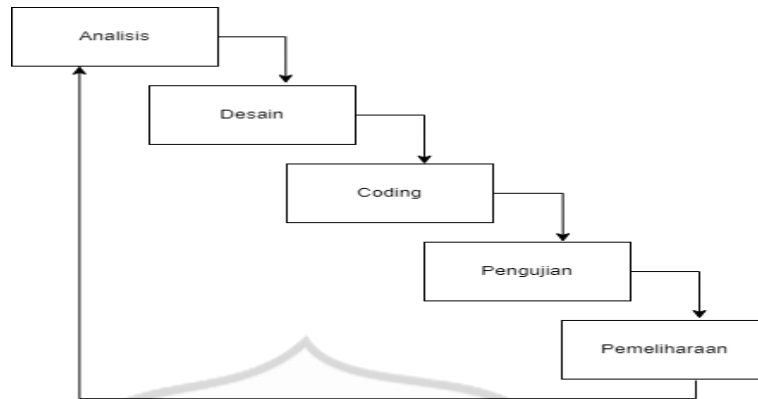 Analisis
Desain
Coding
Pengujian
Pemeliharaan